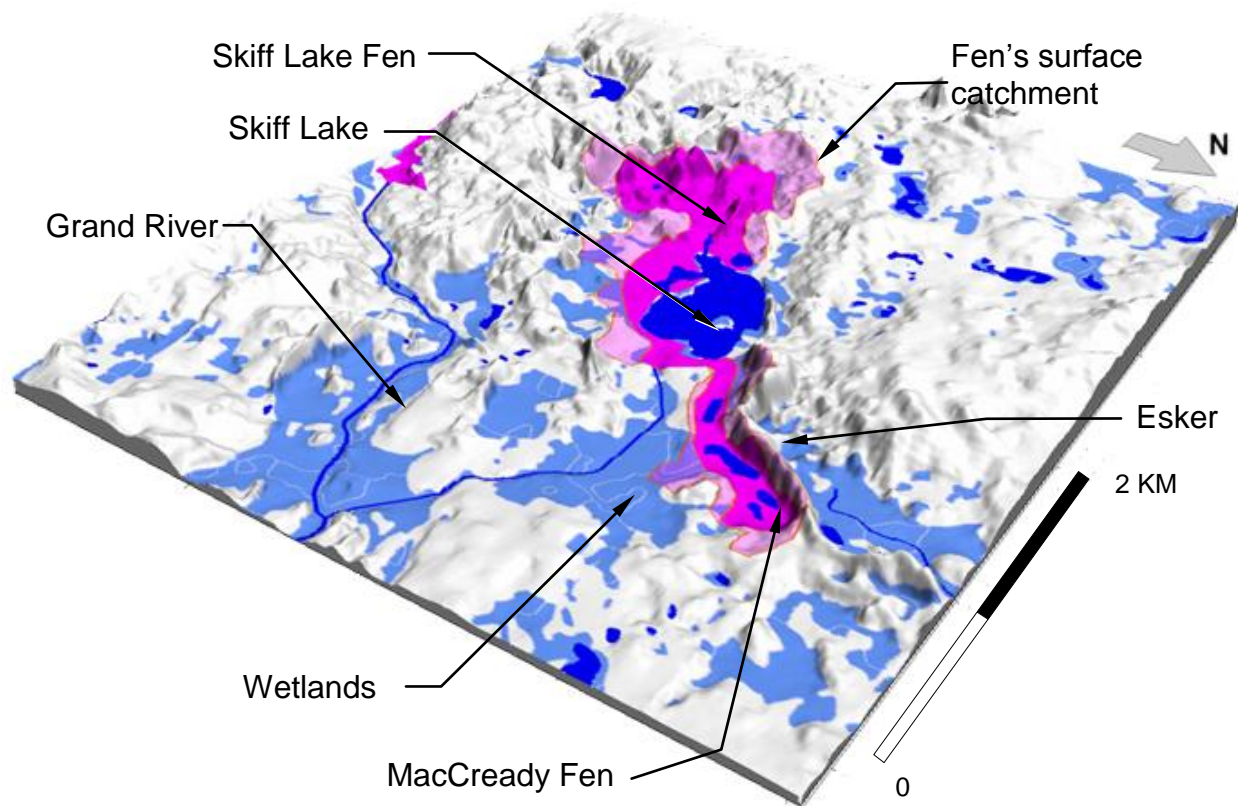 Skiff Lake Fen
Fen's surface
catchment
Skiff Lake
N
Grand River
Esker
2 KM
Wetlands
MacCready Fen
0